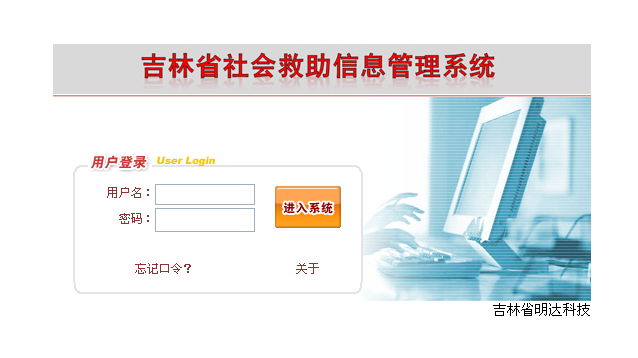 吉林省社会救助信息管理系统
用户登录 User Login
用户名：
进入系统
密码：
忘记口令？ 关于
吉林省明达科技